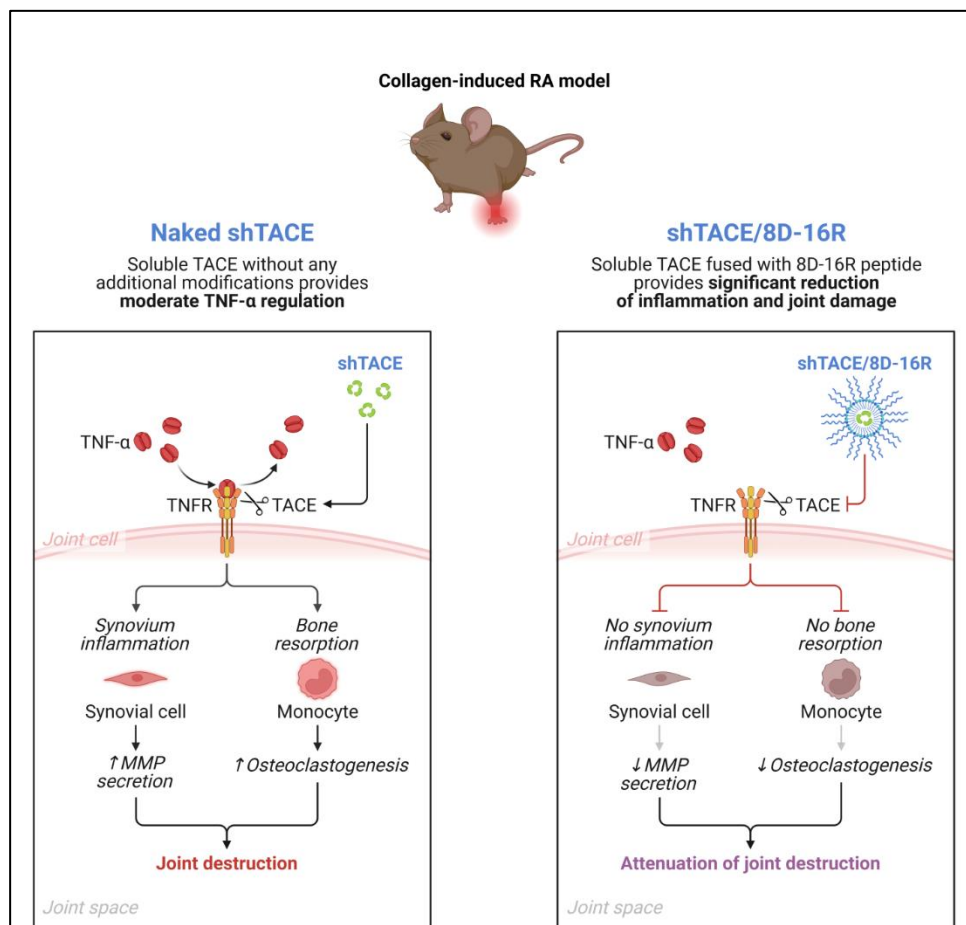 Collagen-induced RA model
Naked shTACE
Soluble TACE without any
additional modifications provides
moderate TNF-α regulation
shTACE
TNF-α
TNFR
TACE
Joint cell
Synovium
inflammation
Bone
resorption
Synovial cell
Monocyte
↑MMP
secretion
↑Osteoclastogenesis
Joint destruction
Joint space
shTACE/8D-16R
Soluble TACE fused with 8D-16R peptide
provides significant reduction
of inflammation and joint damage
shTACE/8D-16R
TNF-α
TNFR
TACE
Joint cell
No synovium
inflammation
No bone
resorption
Synovial cell
Monocyte
↓MMP
secretion
↓Osteoclastogenesis
Attenuation of joint destruction
Joint space